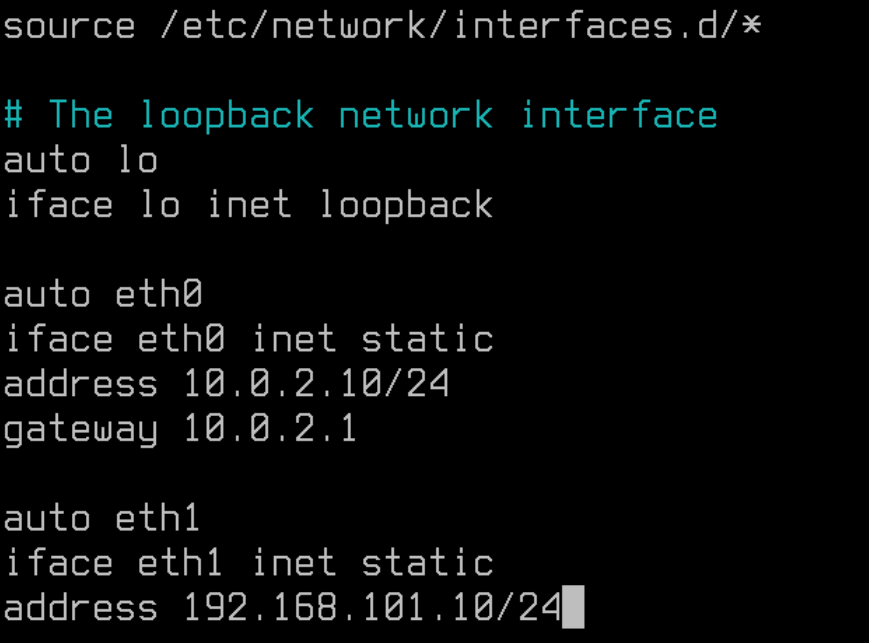 source /etc/network/interfaces.d/*
# The loopback network interface
auto lo
iface lo inet loopback
auto eth0
iface eth0 inet static
address 10.0.2.10/24
gateway 10.0.2.1
auto eth1
iface eth1 inet static
address 192.168.101.10/24